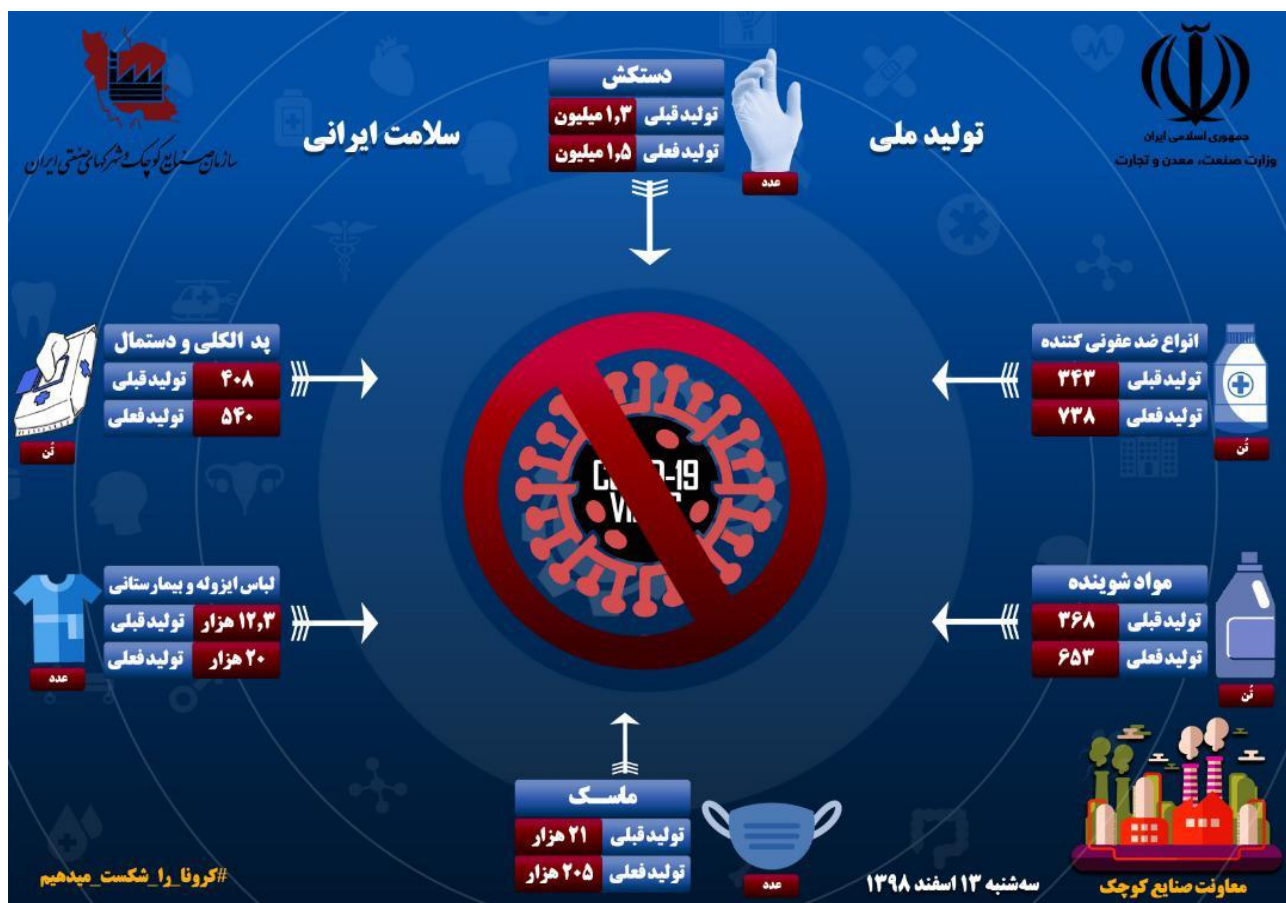 جمهوری اسلامی ایران
وزارت صنعت، معدن و تجارت
تولید ملی
سلامت ایرانی
سازمان صنایع کوچک و شهرکهای صنعتی ایران
دستکش
تولید قبلی ۱,۳ میلیون
تولید فعلی ۱,۵ میلیون
عدد
انواع ضد عفونی کننده
تولید قبلی ۳۴۳
تولید فعلی ۷۳۸
تُن
پد الکلی و دستمال
۴۰۸ تولید قبلی
۵۴۰ تولید فعلی
تُن
مواد شوینده
تولید قبلی ۳۶۸
تولید فعلی ۶۵۳
تُن
لباس ایزوله و بیمارستانی
۱۲,۳ هزار تولید قبلی
۲۰ هزار تولید فعلی
عدد
ماسک
تولید قبلی ۲۱ هزار
تولید فعلی ۲۰۵ هزار
عدد
معاونت صنایع کوچک
سه‌شنبه ۱۳ اسفند ۱۳۹۸
#کرونا_را_شکست_میدهیم